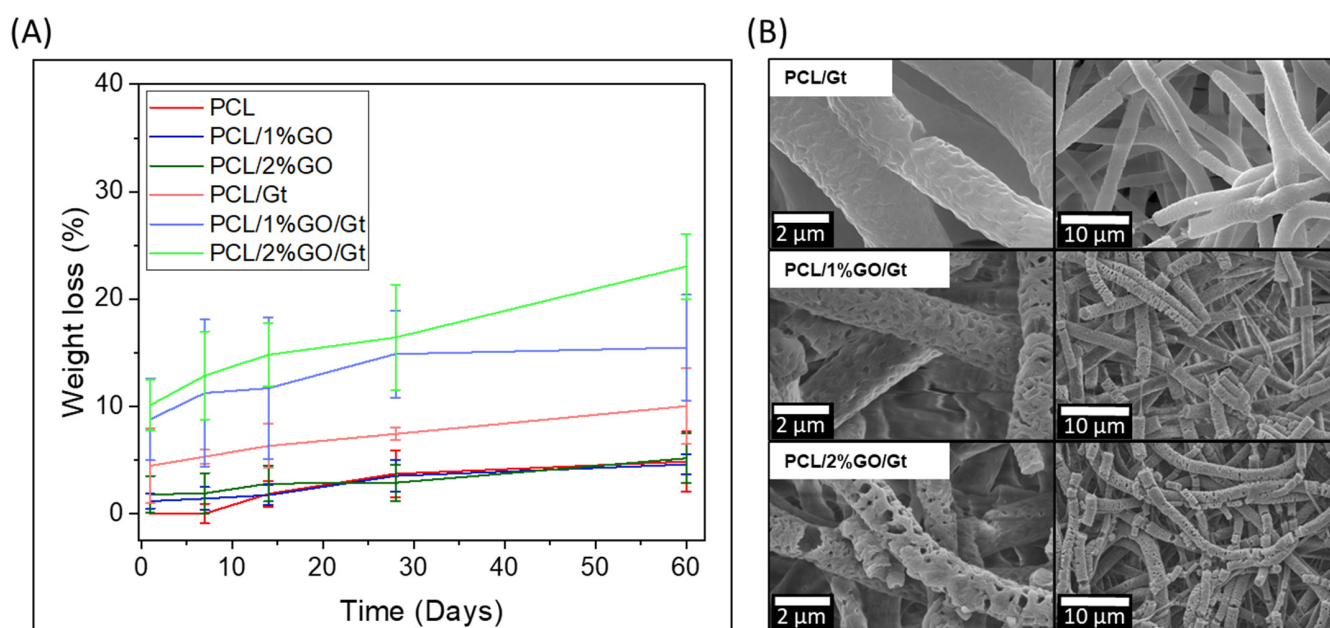 (A)
(B)
40
30
20
10
0
Weight loss (%)
PCL
PCL/1%GO
PCL/2%GO
PCL/Gt
PCL/1%GO/Gt
PCL/2%GO/Gt
0 10 20 30 40 50 60
Time (Days)
PCL/Gt
2 μm
10 μm
PCL/1%GO/Gt
2 μm
10 μm
PCL/2%GO/Gt
2 μm
10 μm